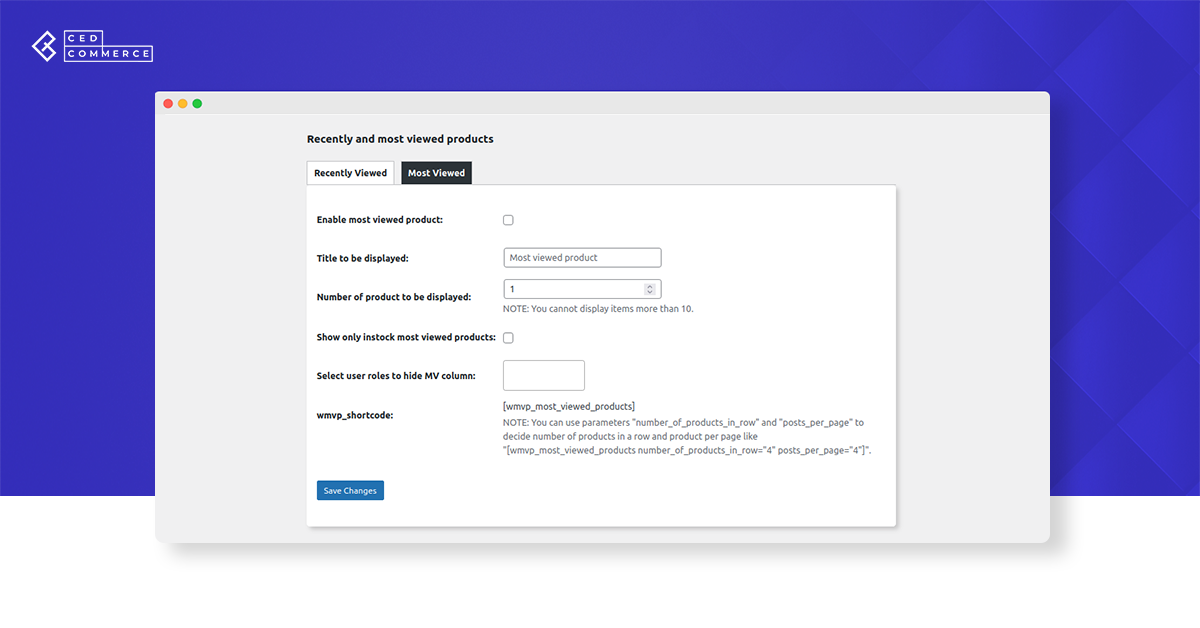 CED
COMMERCE
Recently and most viewed products
Recently Viewed
Most Viewed
Enable most viewed product:
Title to be displayed:
Most viewed product
Number of product to be displayed:
1
NOTE: You cannot display items more than 10.
Show only instock most viewed products:
Select user roles to hide MV column:
wmvp_shortcode:
[wmvp_most_viewed_products]
NOTE: You can use parameters "number_of_products_in_row" and "posts_per_page" to
decide number of products in a row and product per page like
"[wmvp_most_viewed_products number_of_products_in_row="4" posts_per_page="4"]".
Save Changes